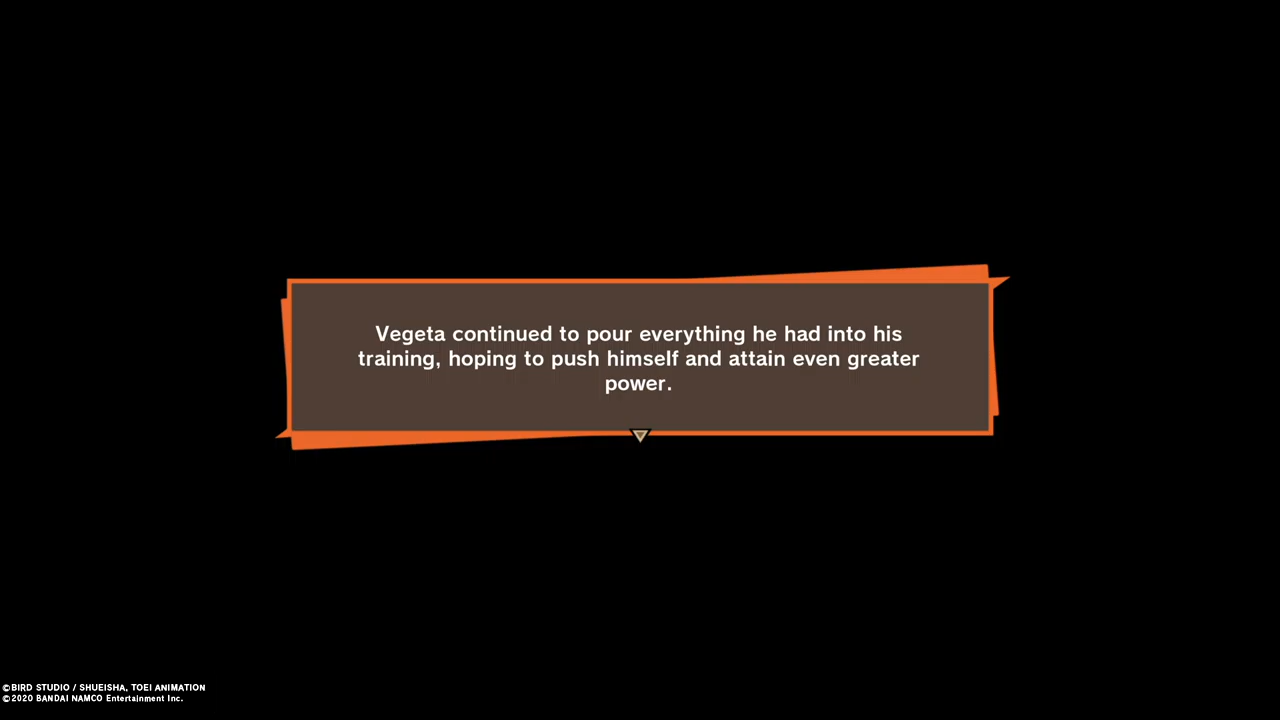 Vegeta continued to pour everything he had into his
training, hoping to push himself and attain even greater
power.
©BIRD STUDIO / SHUEISHA, TOEI ANIMATION
©2020 BANDAI NAMCO Entertainment Inc.